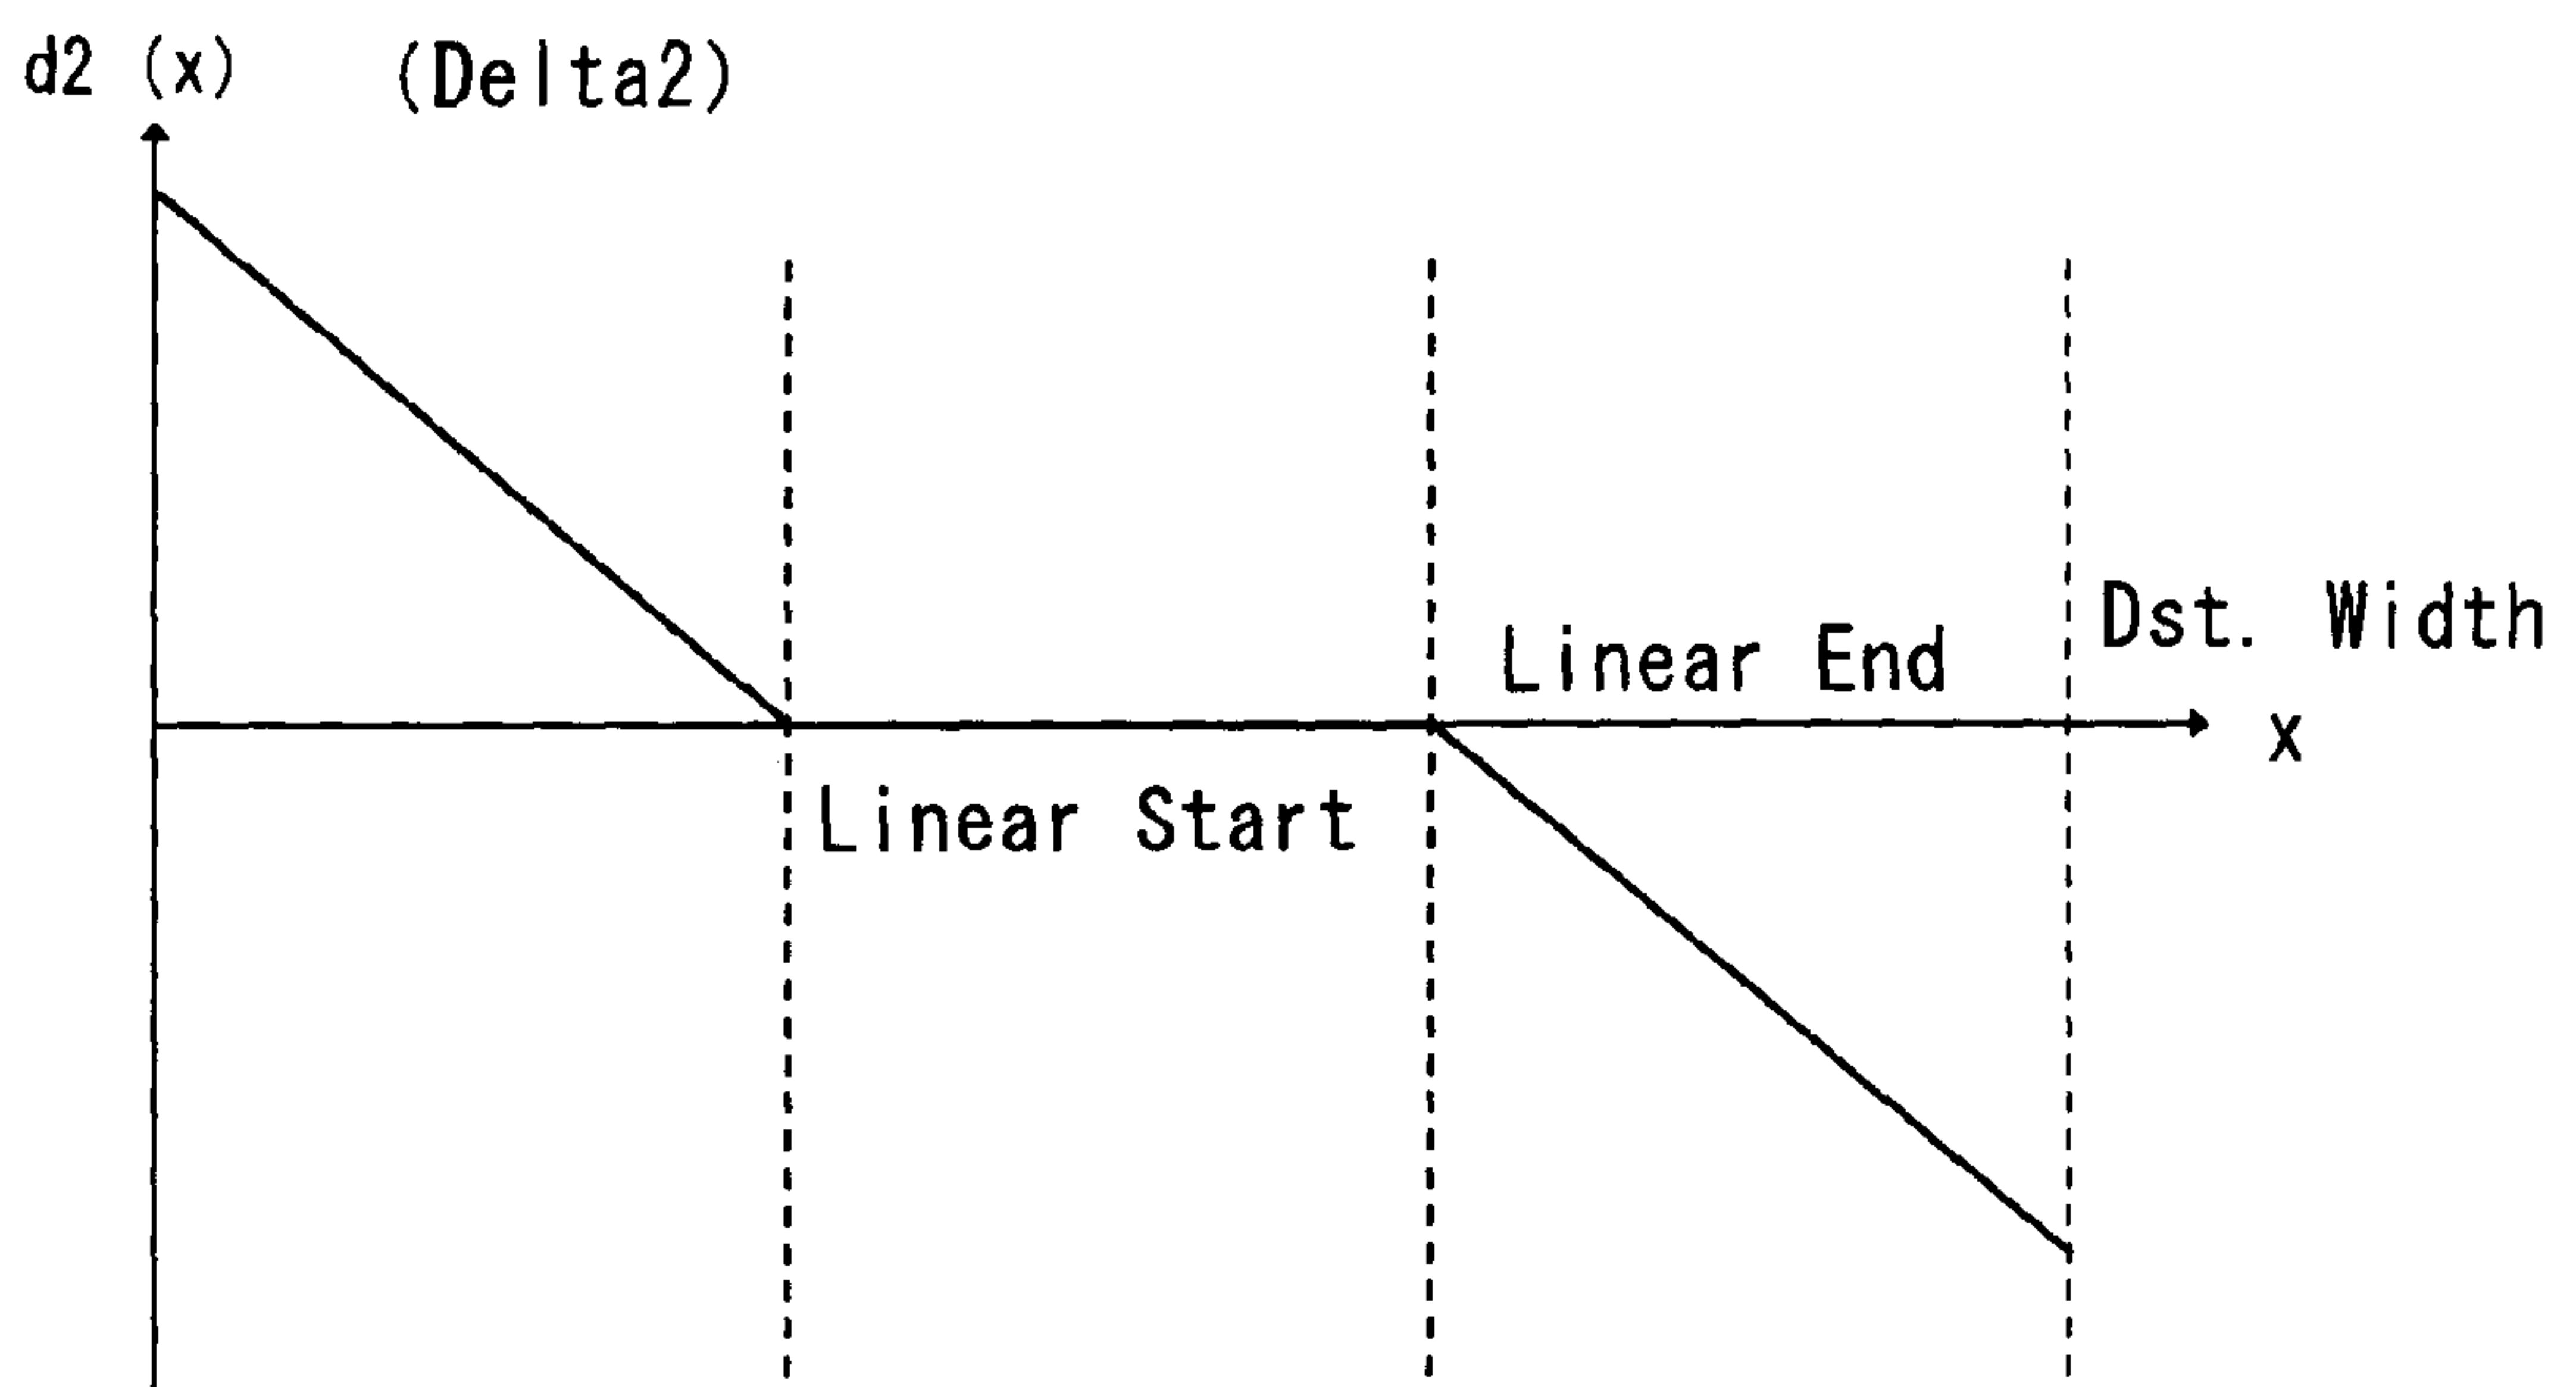 d2 (x) (Delta2)
Dst. Width
Linear End
x
Linear Start